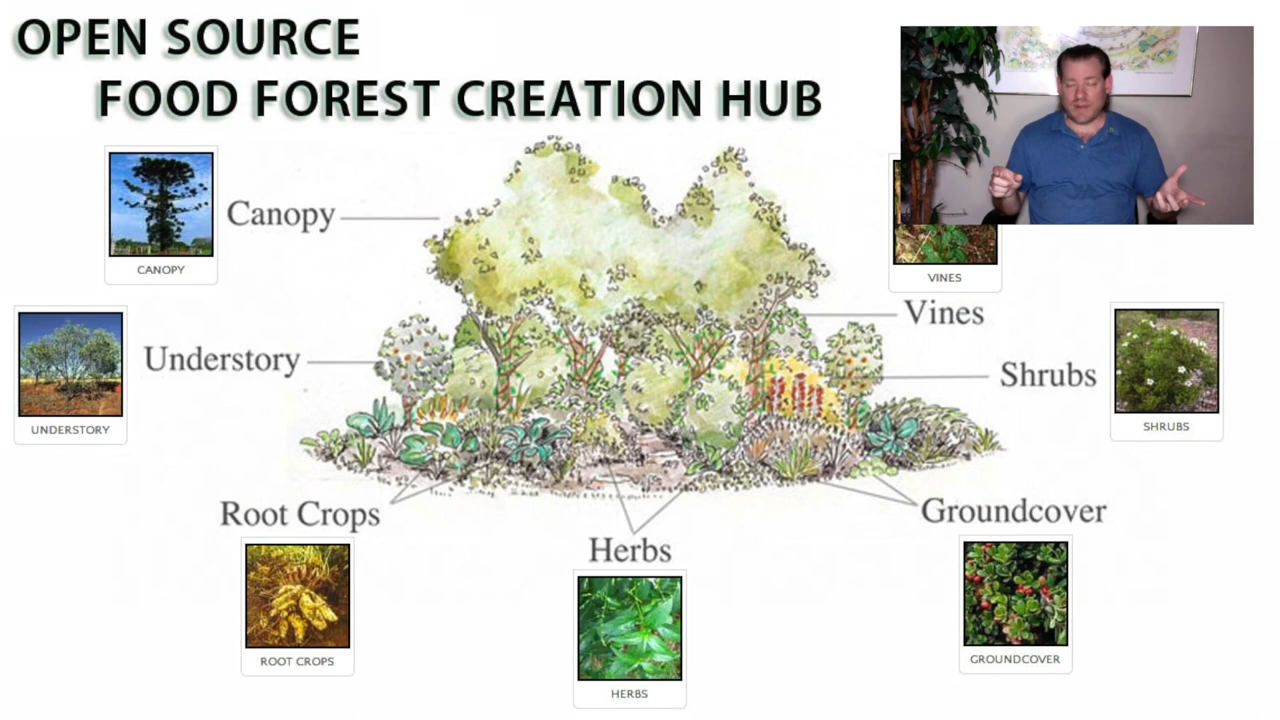 OPEN SOURCE
FOOD FOREST CREATION HUB
Canopy
CANOPY
VINES
Vines
Understory
UNDERSTORY
Shrubs
SHRUBS
Root Crops
ROOT CROPS
Herbs
HERBS
Groundcover
GROUNDCOVER